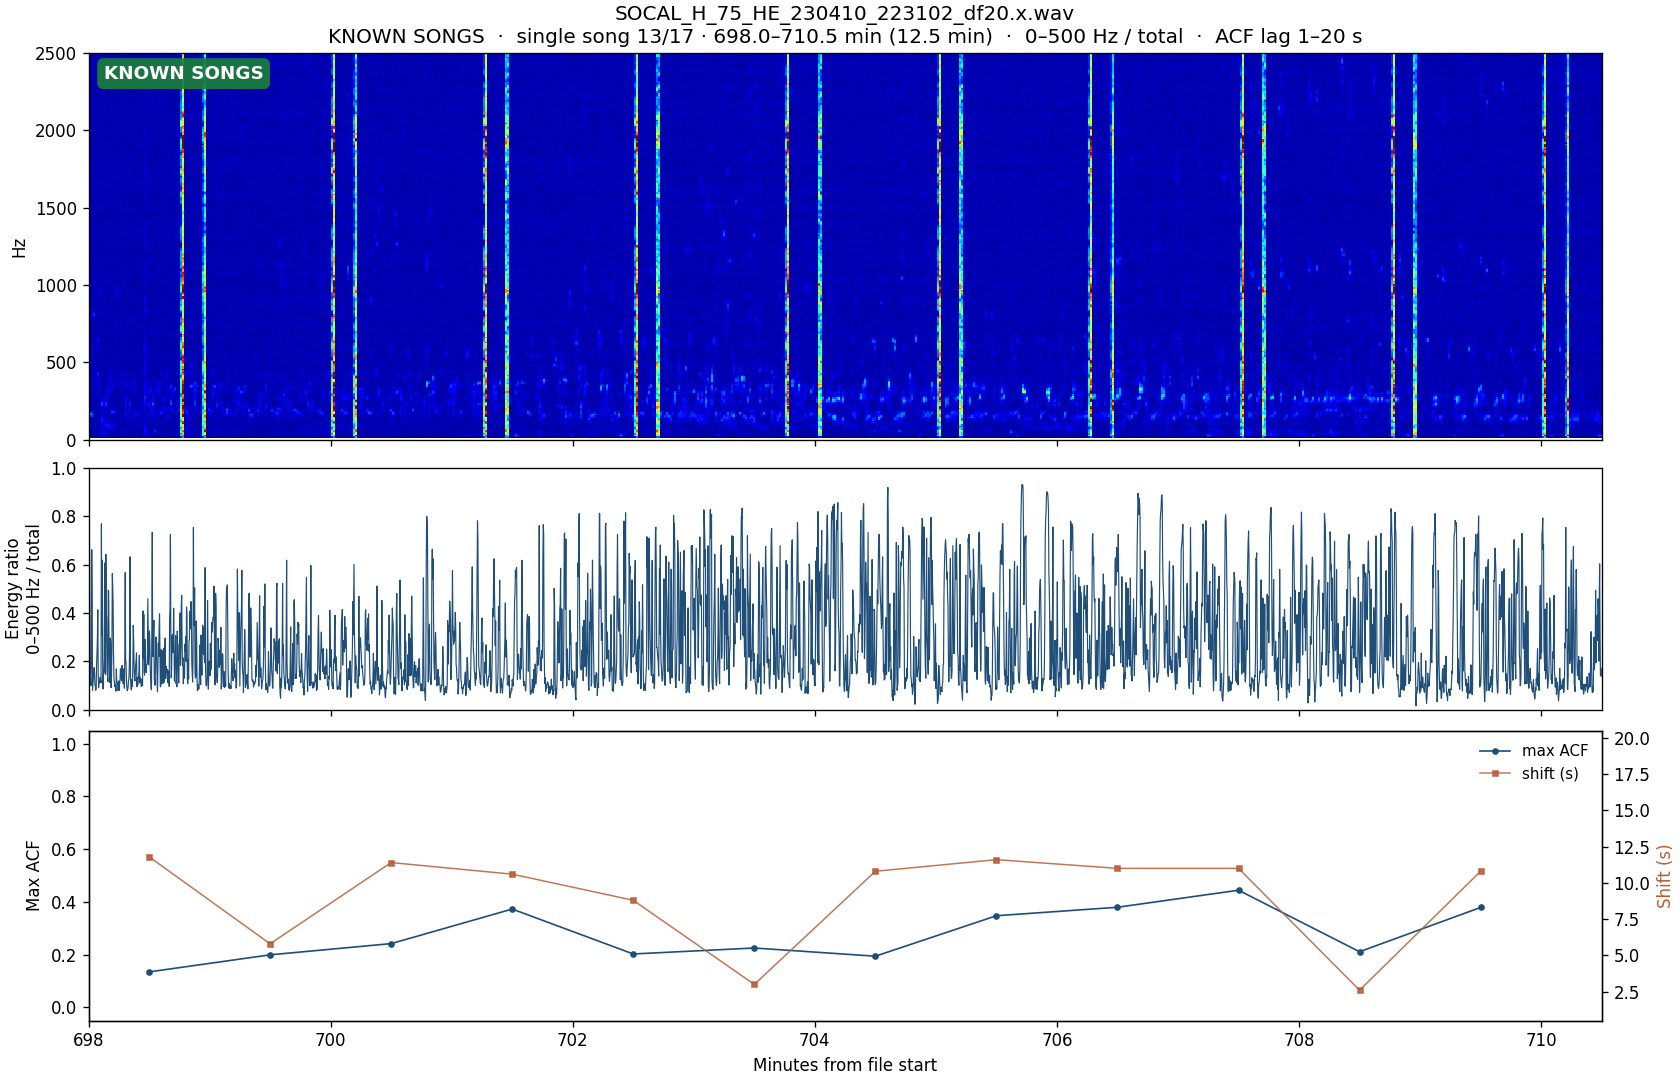 SOCAL_H_75_HE_230410_223102_df20.x.wav
KNOWN SONGS · single song 13/17 · 698.0–710.5 min (12.5 min) · 0–500 Hz / total · ACF lag 1–20 s
KNOWN SONGS
2500
2000
1500
1000
500
0
Hz
1.0
0.8
0.6
0.4
0.2
0.0
Energy ratio
0–500 Hz / total
1.0
0.8
0.6
0.4
0.2
0.0
Max ACF
max ACF
shift (s)
20.0
17.5
15.0
12.5
10.0
7.5
5.0
2.5
Shift (s)
698 700 702 704 706 708 710
Minutes from file start